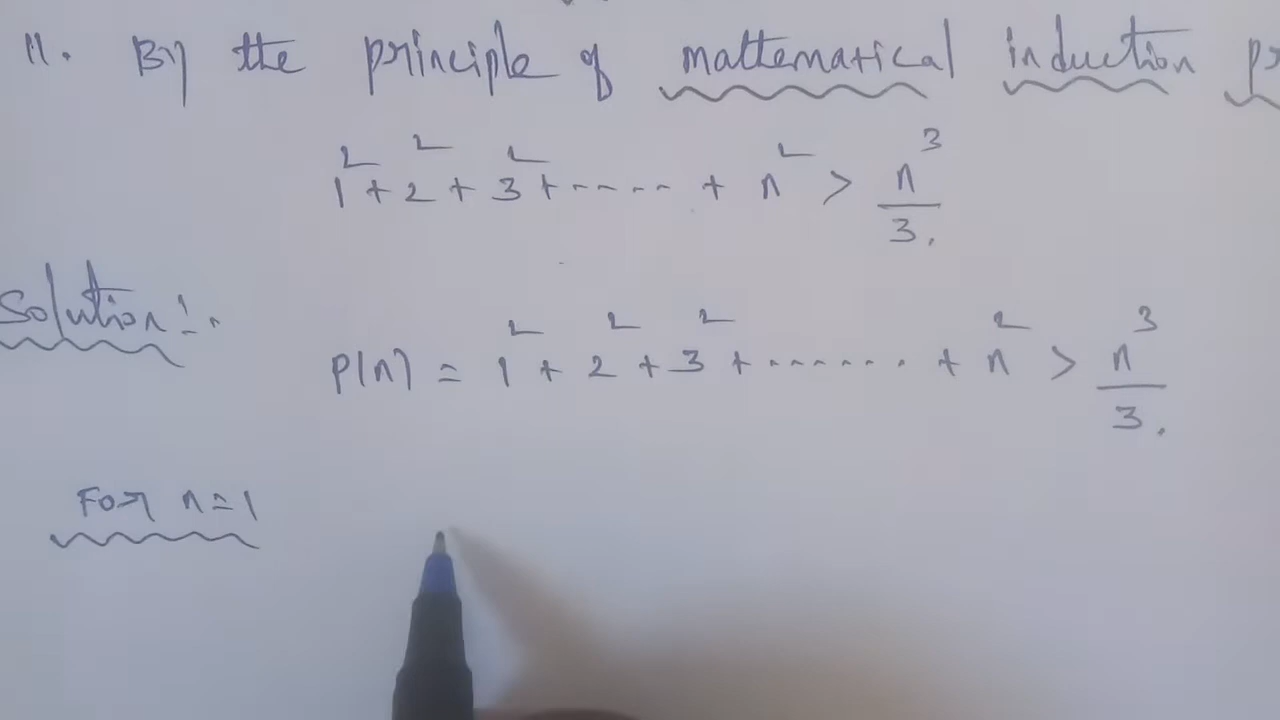 11. By the principle of mathematical induction
1² + 2² + 3² + ----- + n² > n³/3.
Solution:-
P(n) = 1² + 2² + 3² + ....... + n² > n³/3.
For n=1